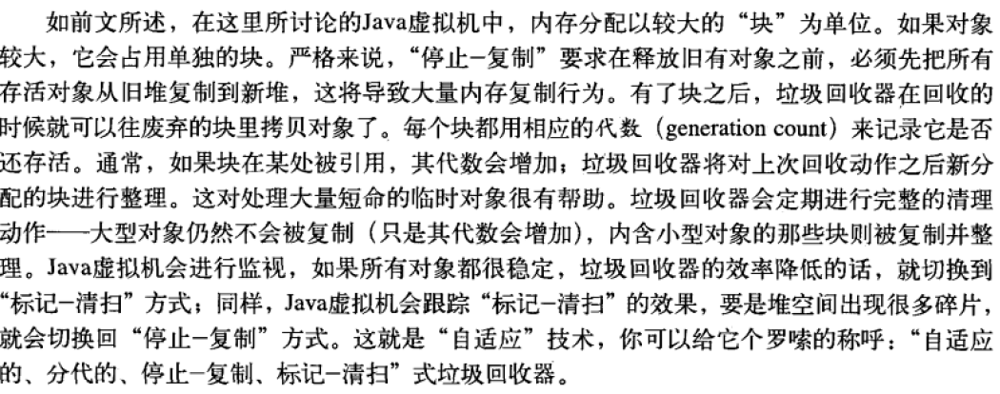 如前文所述，在这里所讨论的Java虚拟机中，内存分配以较大的“块”为单位。如果对象
较大，它会占用单独的块。严格来说，“停止—复制”要求在释放旧有对象之前，必须先把所有
存活对象从旧堆复制到新堆，这将导致大量内存复制行为。有了块之后，垃圾回收器在回收的
时候就可以往废弃的块里拷贝对象了。每个块都用相应的代数（generation count）来记录它是否
还存活。通常，如果块在某处被引用，其代数会增加；垃圾回收器将对上次回收动作之后新分
配的块进行整理。这对处理大量短命的临时对象很有帮助。垃圾回收器会定期进行完整的清理
动作——大型对象仍然不会被复制（只是其代数会增加），内含小型对象的那些块则被复制并整
理。Java虚拟机会进行监视，如果所有对象都很稳定，垃圾回收器的效率降低的话，就切换到
“标记—清扫”方式；同样，Java虚拟机会跟踪“标记—清扫”的效果，要是堆空间出现很多碎片，
就会切换回“停止—复制”方式。这就是“自适应”技术，你可以给它个罗嗦的称呼：“自适应
的、分代的、停止—复制、标记—清扫”式垃圾回收器。